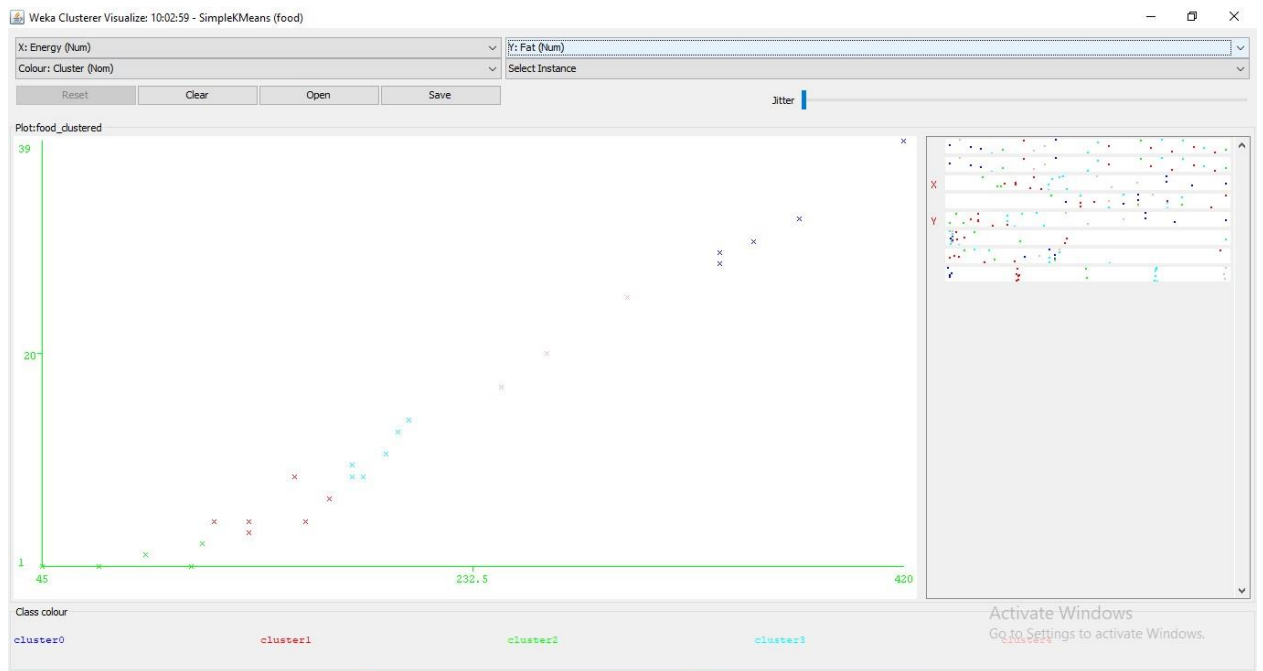 Weka Clusterer Visualize: 10:02:59 - SimpleKMeans (food)
X: Energy (Num) Y: Fat (Num)
Colour: Cluster (Nom) Select Instance
Reset Clear Open Save Jitter
Plot:food_clustered
39
X
Y
20
1
45 232.5 420
Class colour
Activate Windows
Go to Settings to activate Windows.
cluster0 cluster1 cluster2 cluster3 cluster4